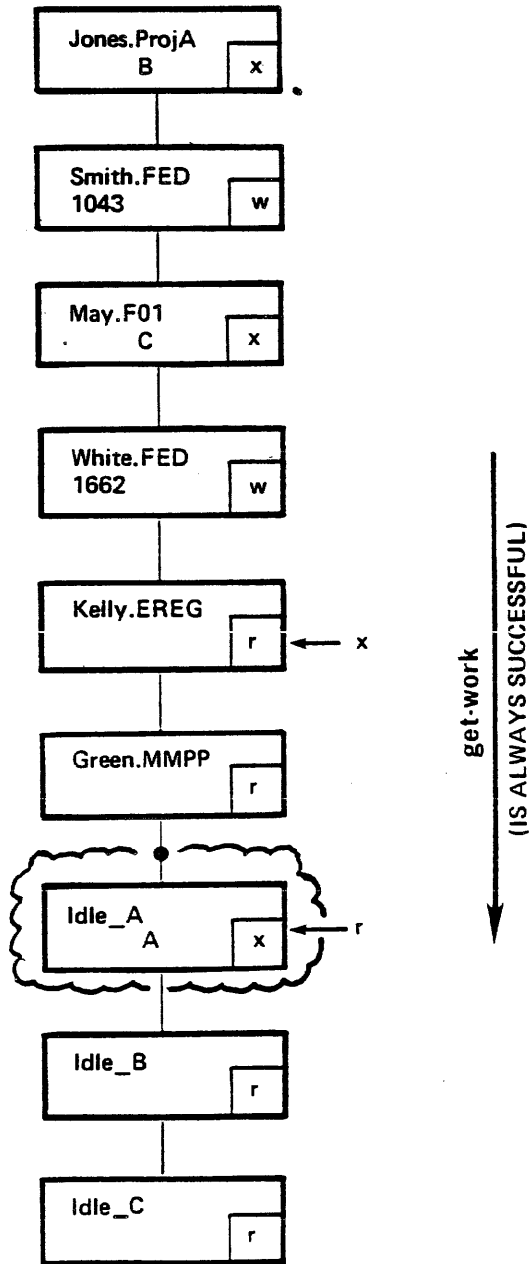 Jones.ProjA
B
x
Smith.FED
1043
w
May.F01
C
x
White.FED
1662
w
Kelly.EREG
r
x
Green.MMPP
r
Idle_A
A
x
r
Idle_B
r
Idle_C
r
get-work
(IS ALWAYS SUCCESSFUL)